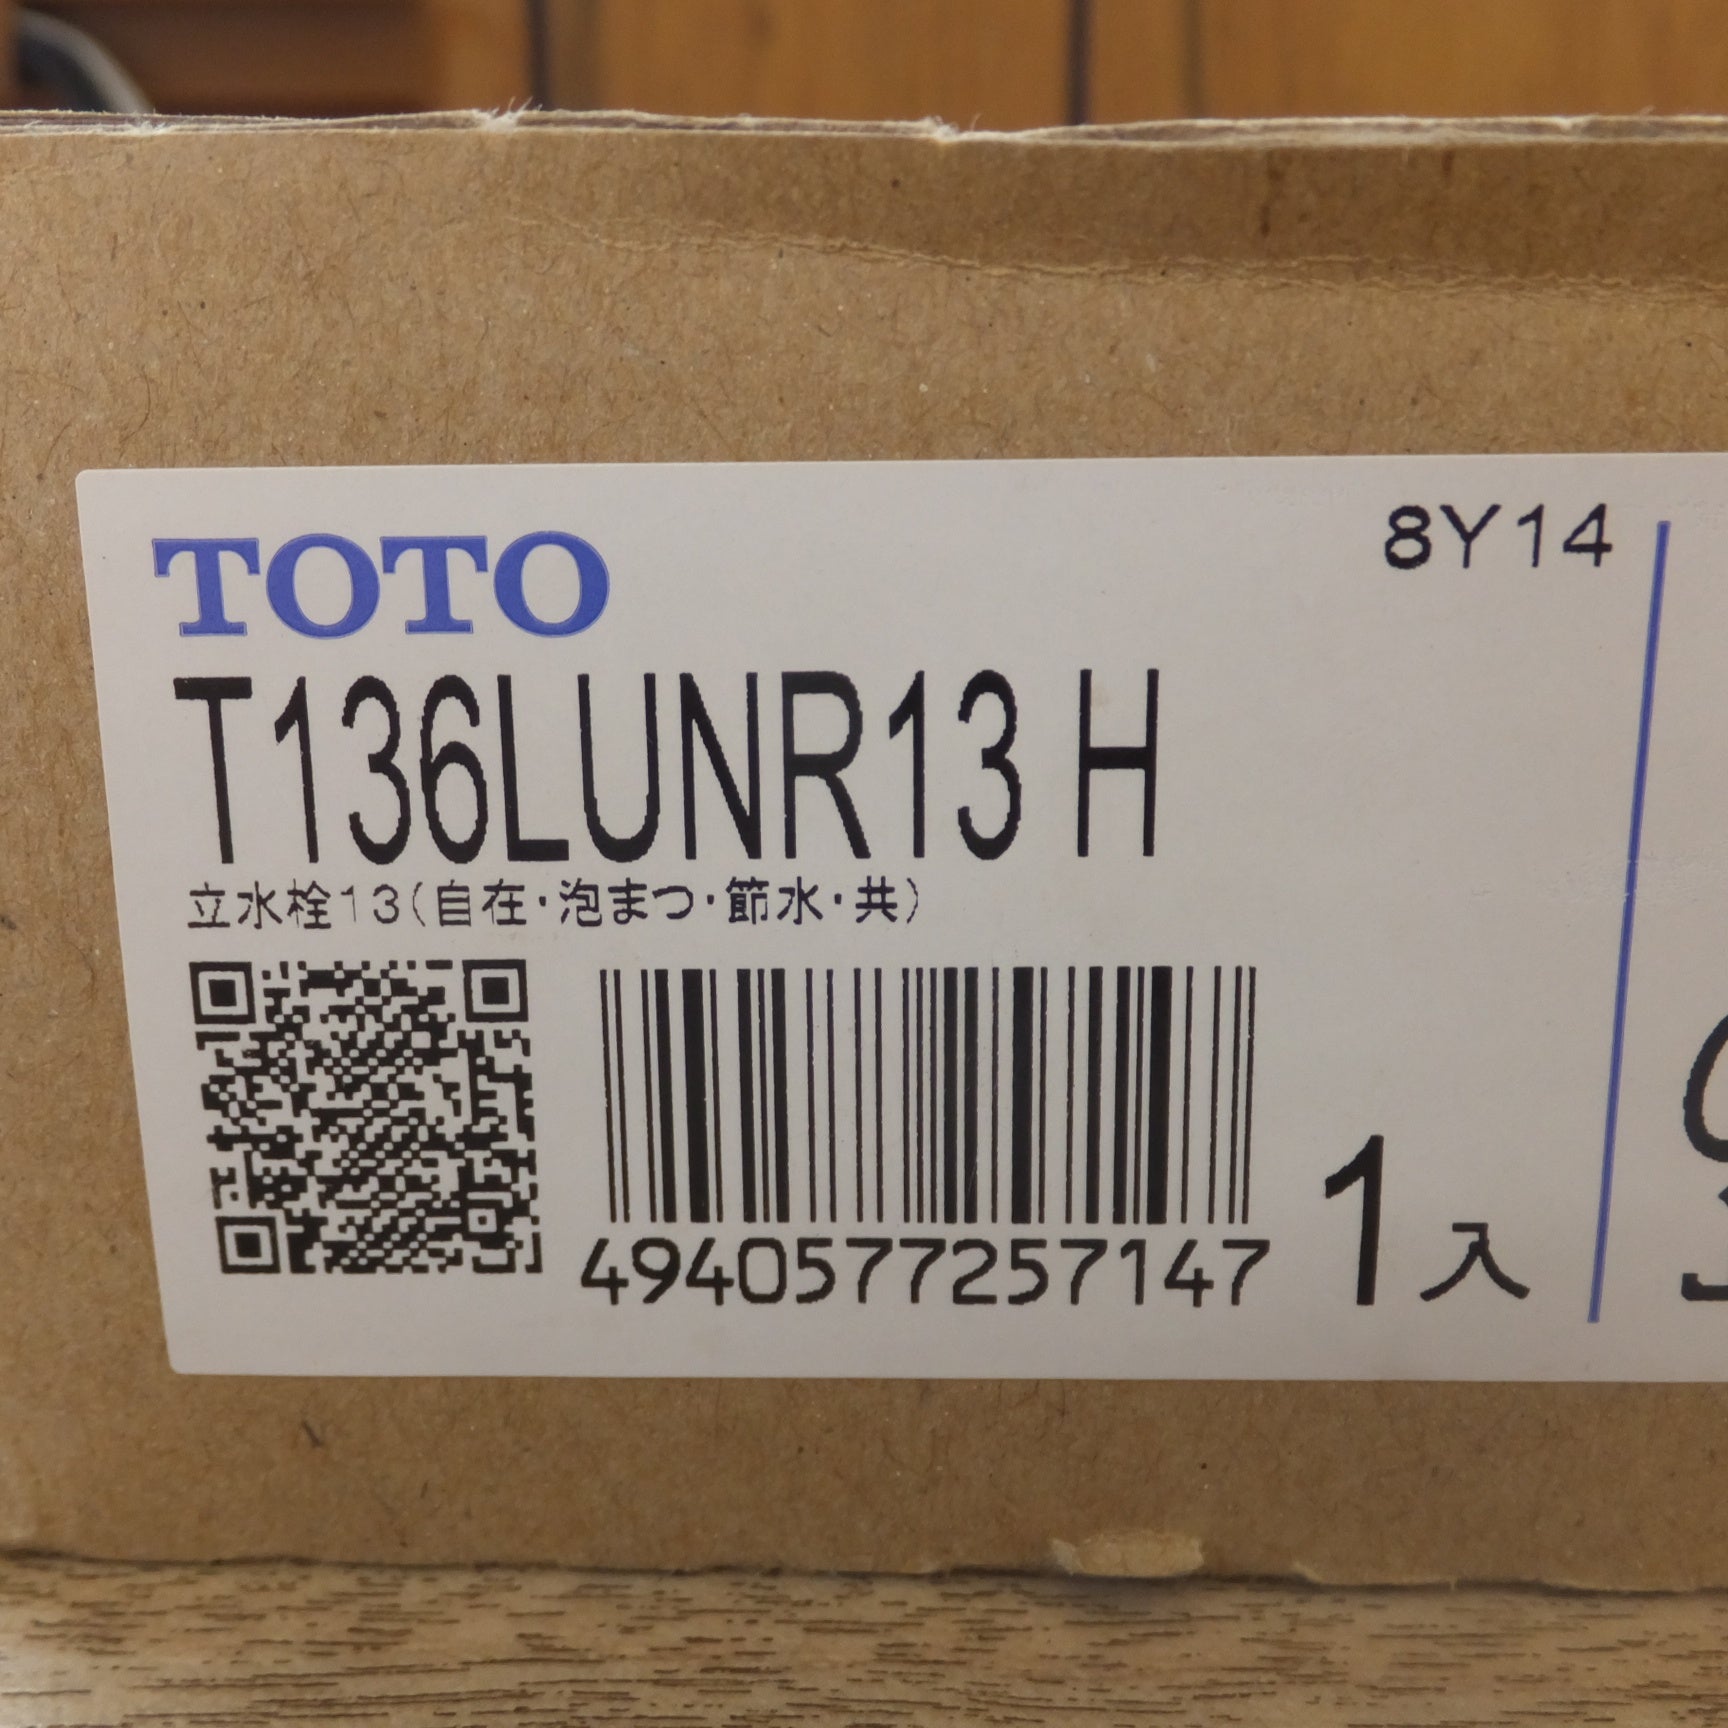 TOTO
8Y14
T136LUNR13 H
立水栓13(自在・泡まつ・節水・共)
4940577257147
1入